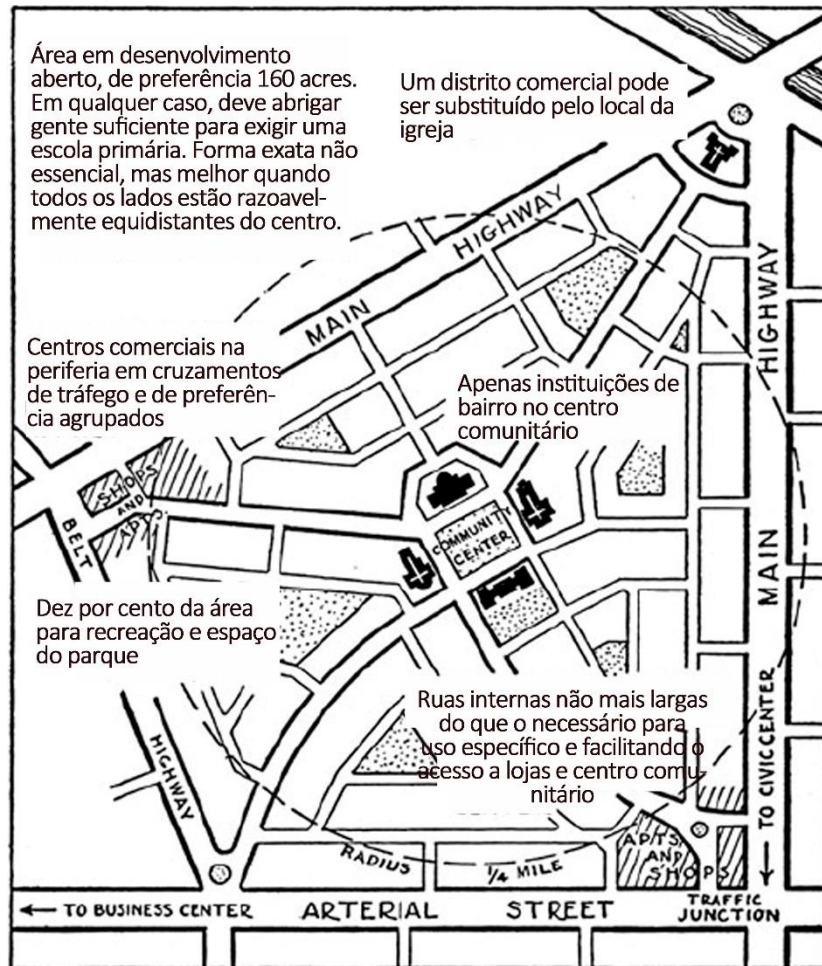 Área em desenvolvimento
aberto, de preferência 160 acres.
Em qualquer caso, deve abrigar
gente suficiente para exigir uma
escola primária. Forma exata não
essencial, mas melhor quando
todos os lados estão razoavel-
mente equidistantes do centro.
Um distrito comercial pode
ser substituído pelo local da
igreja
MAIN HIGHWAY
HIGHWAY
MAIN
Centros comerciais na
periferia em cruzamentos
de tráfego e de preferên-
cia agrupados
Apenas instituições de
bairro no centro
comunitário
SHOPS
AND
APTS
BELT
COMMUNITY
CENTER
Dez por cento da área
para recreação e espaço
do parque
Ruas internas não mais largas
do que o necessário para
uso específico e facilitando o
acesso a lojas e centro comu-
nitário
HIGHWAY
TO CIVIC CENTER
RADIUS 1/4 MILE
APTS
AND
SHOPS
TRAFFIC
JUNCTION
TO BUSINESS CENTER ARTERIAL STREET